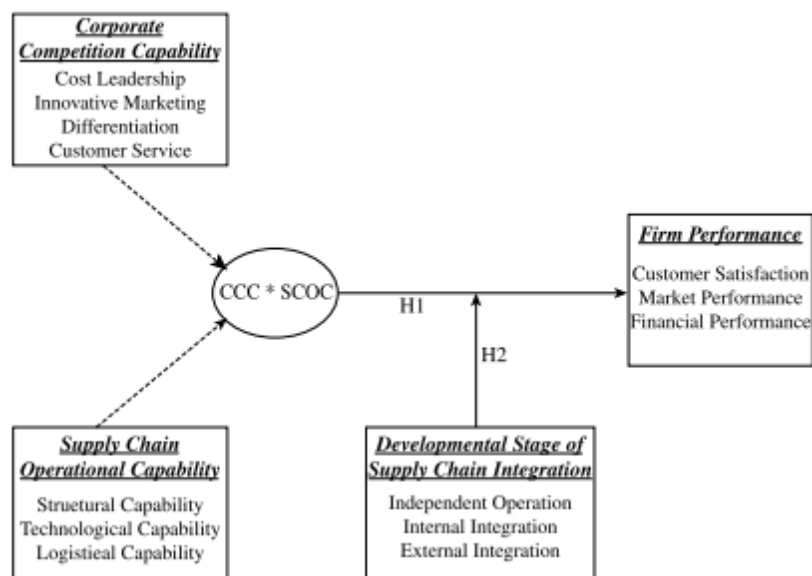 Corporate
Competition Capability
Cost Leadership
Innovative Marketing
Differentiation
Customer Service
CCC * SCOC
H1
H2
Firm Performance
Customer Satisfaction
Market Performance
Financial Performance
Supply Chain
Operational Capability
Struetural Capability
Technological Capability
Logistieal Capability
Developmental Stage of
Supply Chain Integration
Independent Operation
Internal Integration
External Integration